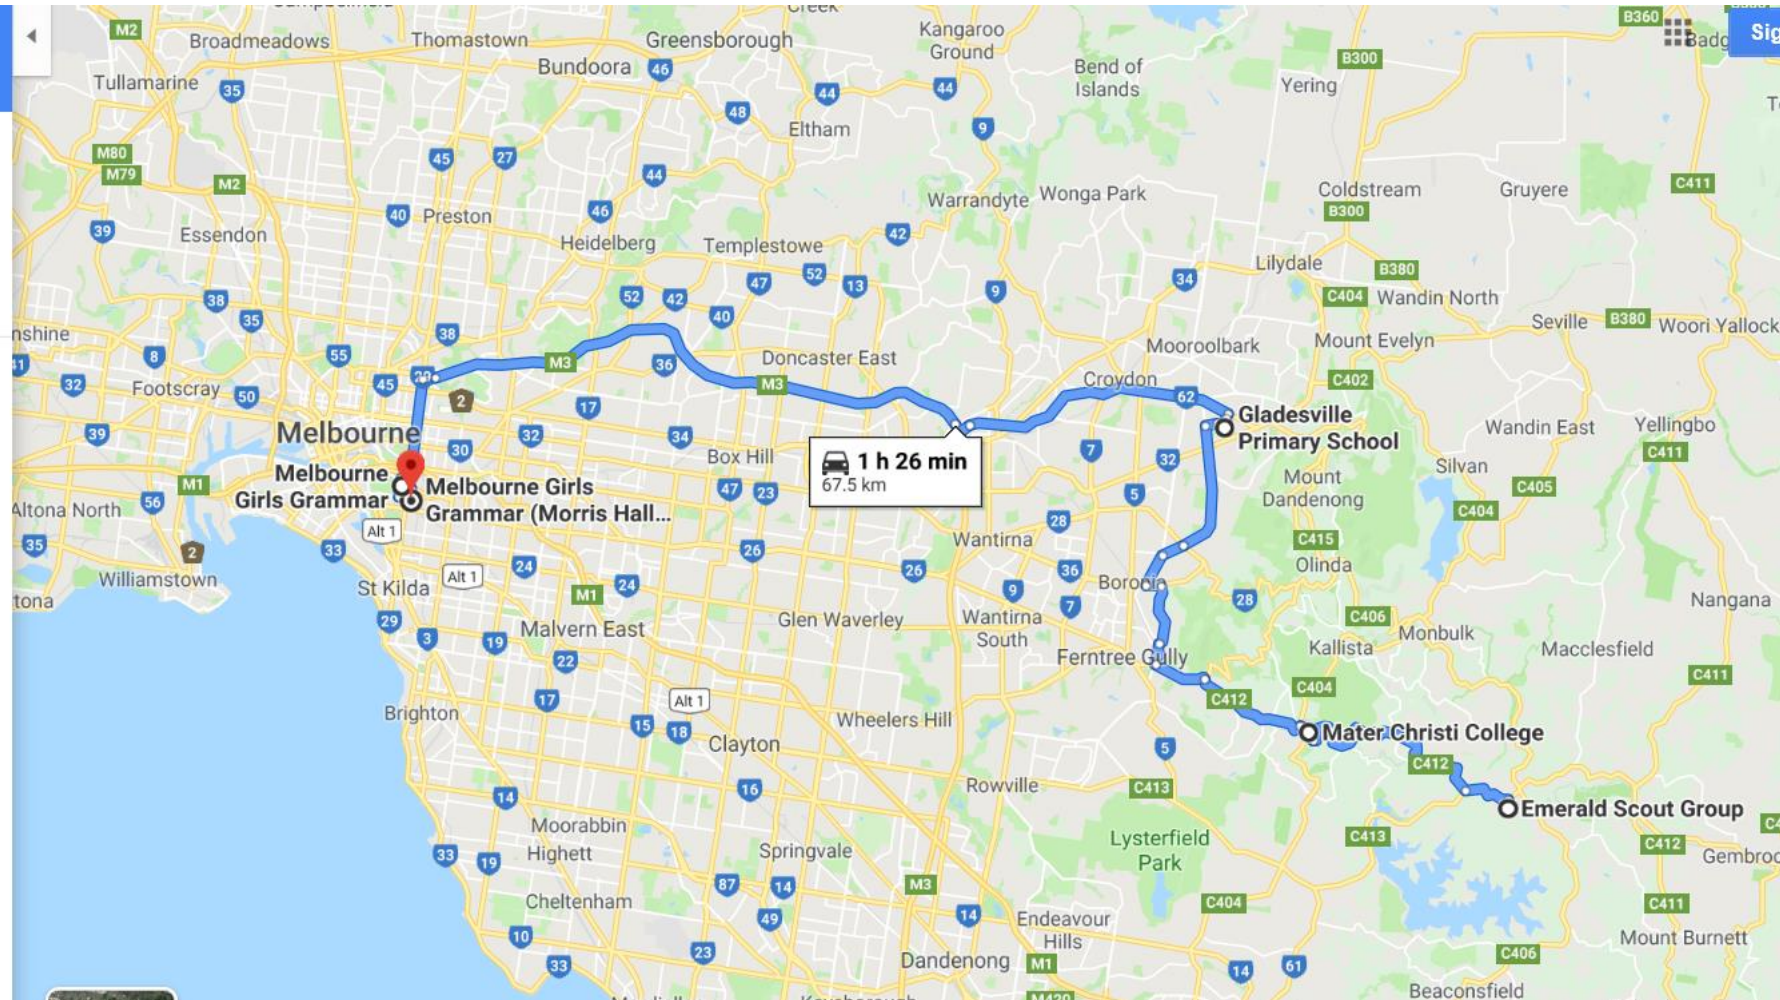 Creek
B360
M2
Broadmeadows
Thomastown
Greensborough
Kangaroo
Ground
Sig
Badg
Bundoora
46
B300
Tullamarine
35
Bend of
Islands
Yering
44
44
48
Eltham
9
M80
45
27
M79
M2
44
C411
Warrandyte
Wonga Park
Coldstream
Gruyere
B300
40
Preston
46
39
Essendon
42
Heidelberg
Templestowe
52
Lilydale
B380
34
47
13
9
38
52
42
C404
Wandin North
35
40
Seville
B380
Woori Yallock
nshine
38
Mount Evelyn
Mooroolbark
8
55
Doncaster East
41
M3
36
32
Footscray
45
M3
Croydon
C402
50
2
62
17
Gladesville
Primary School
39
Melbourne
32
34
Wandin East
Yellingbo
30
7
C411
Box Hill
1 h 26 min
67.5 km
32
Silvan
Melbourne
Girls Grammar
Melbourne Girls
Grammar (Morris Hall...
M1
47
23
5
Mount
Dandenong
C405
56
Altona North
C404
28
Alt 1
35
2
33
26
Wantirna
C415
Williamstown
24
26
36
Olinda
St Kilda
Alt 1
24
Boronia
tona
M1
9
28
Nangana
29
7
Glen Waverley
Wantirna
South
C406
3
19
Malvern East
Monbulk
Kallista
Macclesfield
22
Ferntree Gully
C411
17
Alt 1
C404
C412
Brighton
15
18
Wheelers Hill
Mater Christi College
Clayton
5
C412
Rowville
C413
16
14
Emerald Scout Group
Moorabbin
Lysterfield
Park
C413
C412
33
19
Highett
Springvale
Gembroo
87
14
M3
Cheltenham
49
14
C404
C411
Endeavour
Hills
10
Mount Burnett
23
C406
33
Dandenong
M1
14
61
Beaconsfield
M420